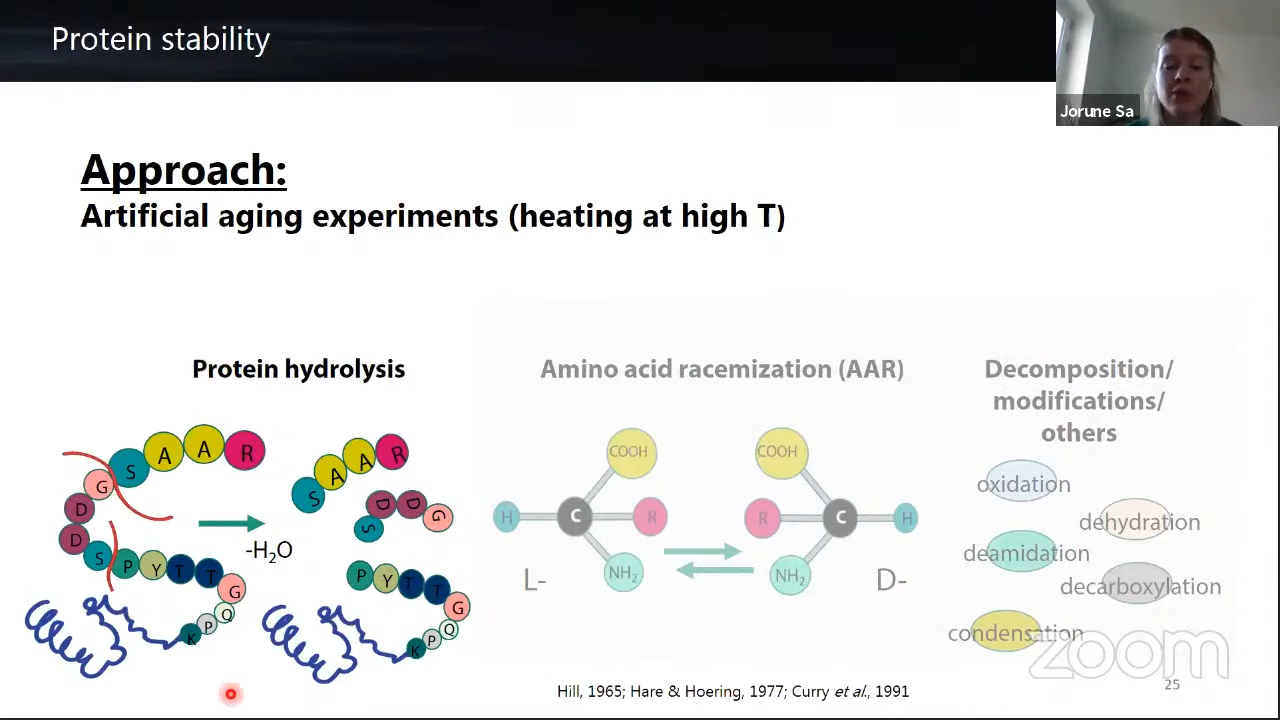 Protein stability
Jorune Sa
Approach:
Artificial aging experiments (heating at high T)
Protein hydrolysis
Amino acid racemization (AAR)
Decomposition/
modifications/
others
R
A
A
S
G
D
D
S
P
Y
T
T
G
Q
P
K
-H₂O
R
A
A
S
G
D
D
S
P
Y
T
T
G
Q
P
K
COOH
H
C
R
NH₂
L-
COOH
R
C
H
NH₂
D-
oxidation
dehydration
deamidation
decarboxylation
condensation
zoom
Hill, 1965; Hare & Hoering, 1977; Curry et al., 1991
25